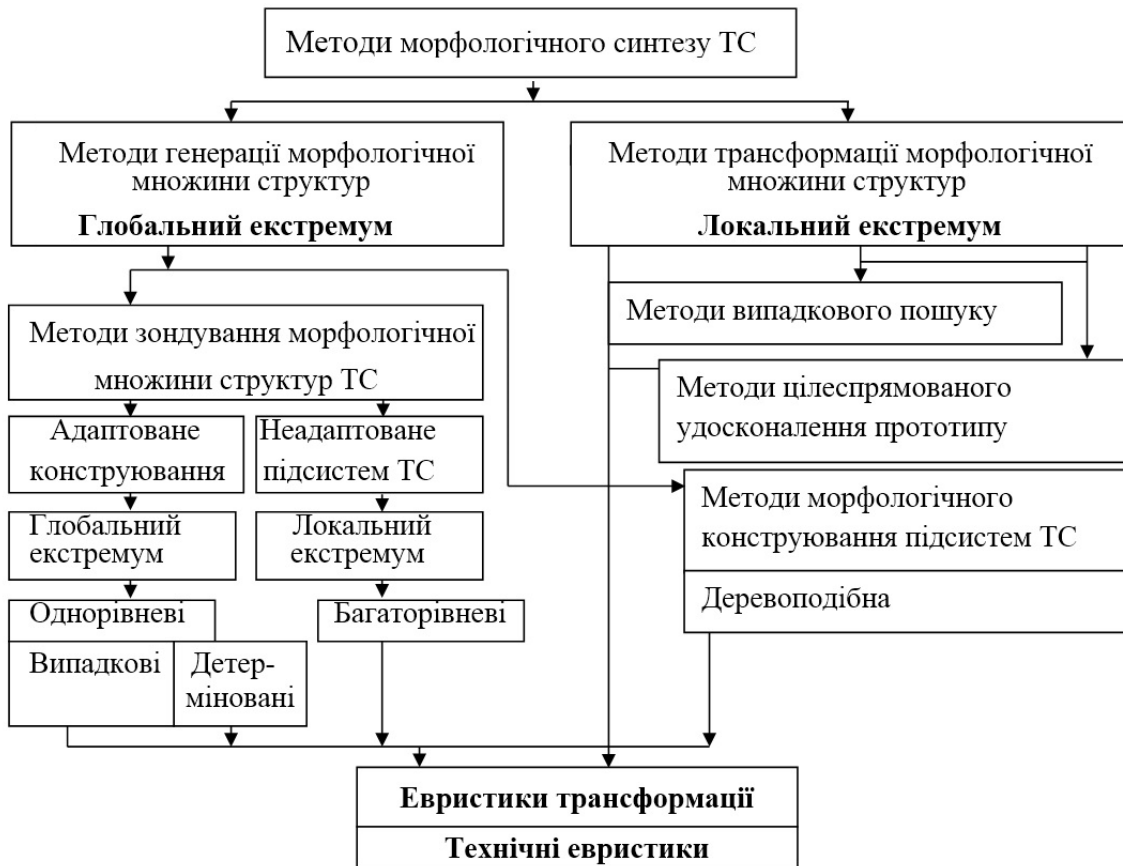 Методи морфологічного синтезу ТС
Методи генерації морфологічної
множини структур
Глобальний екстремум
Методи трансформації морфологічної
множини структур
Локальний екстремум
Методи випадкового пошуку
Методи зондування морфологічної
множини структур ТС
Методи цілеспрямованого
удосконалення прототипу
Адаптоване
конструювання
Неадаптоване
підсистем ТС
Методи морфологічного
конструювання підсистем ТС
Деревоподібна
Глобальний
екстремум
Локальний
екстремум
Однорівневі
Багаторівневі
Випадкові
Детер-
міновані
Евристики трансформації
Технічні евристики